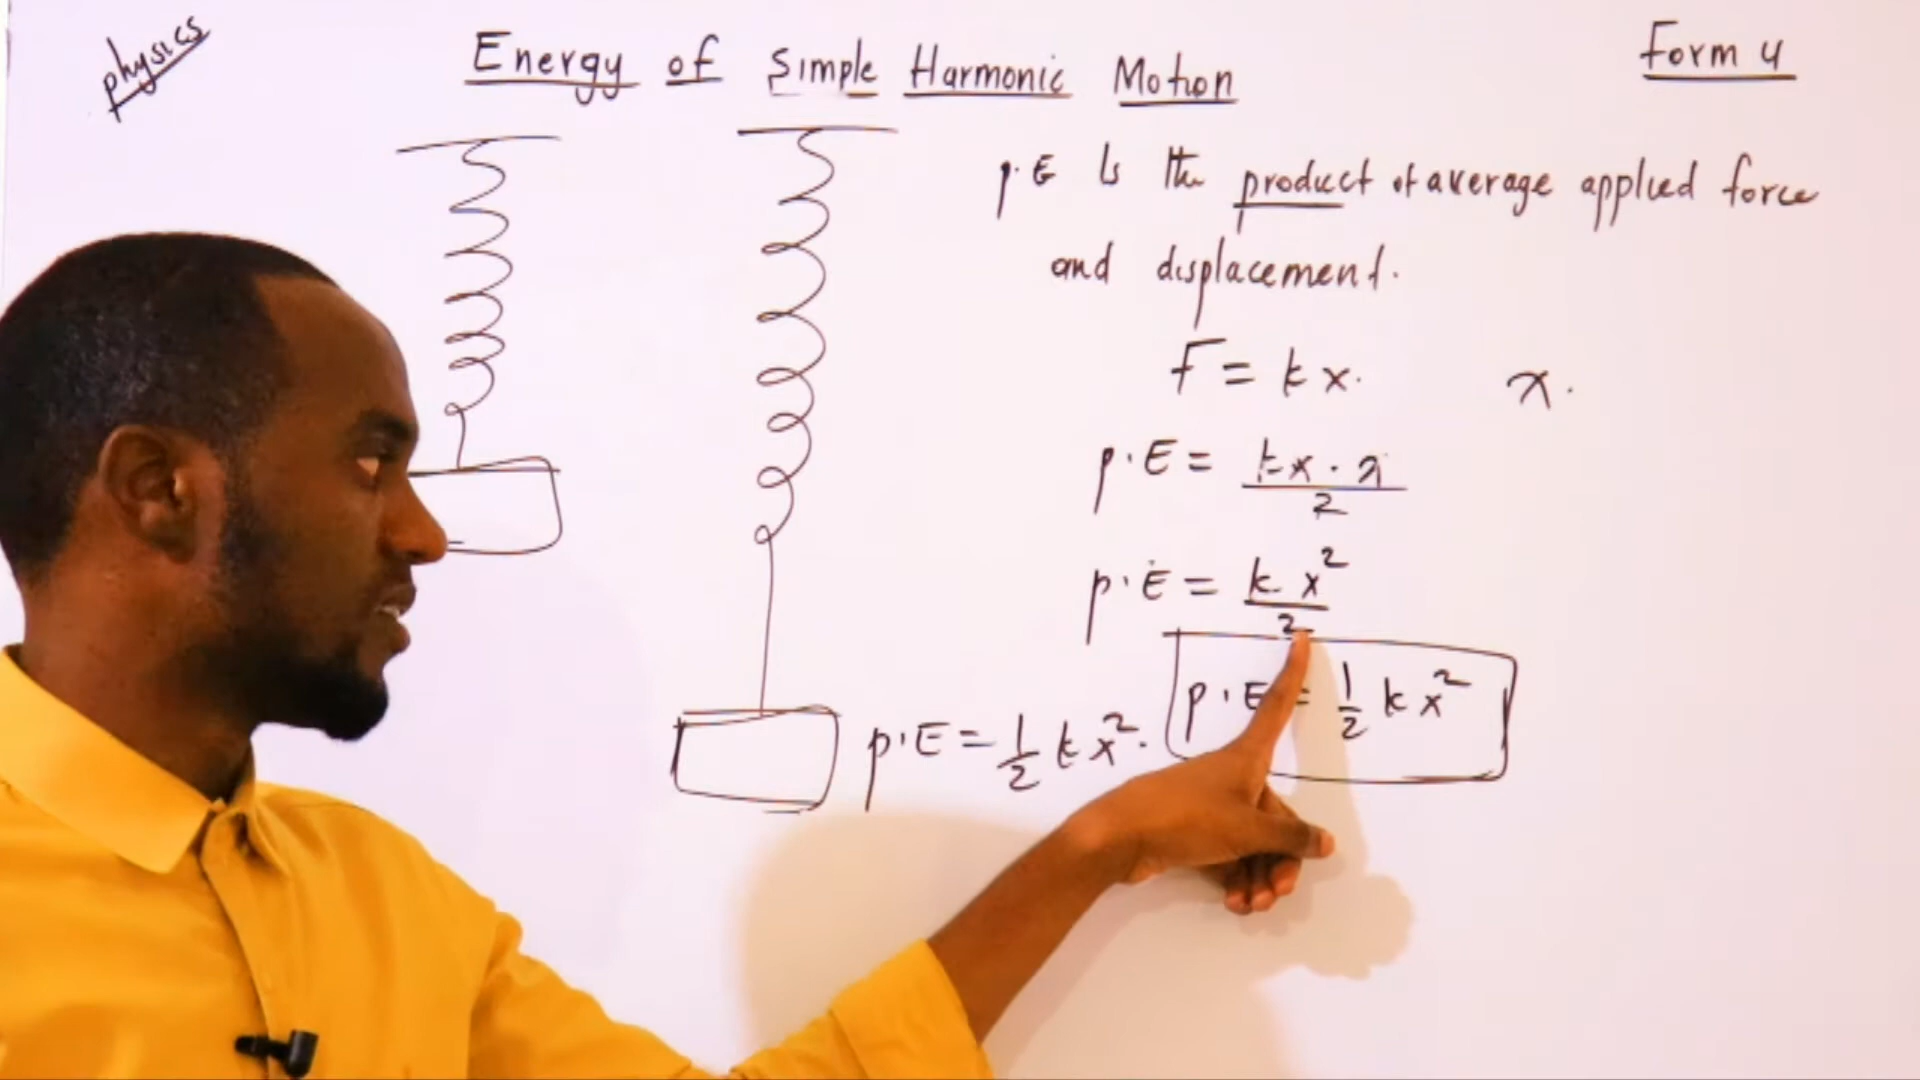 physics
Energy of Simple Harmonic Motion
Form 4
p.E is the product of average applied force
and displacement.
F = kx. x.
p.E = kx . x / 2
p.E = k x² / 2
p.E = 1/2 k x²
p.E = 1/2 k x².